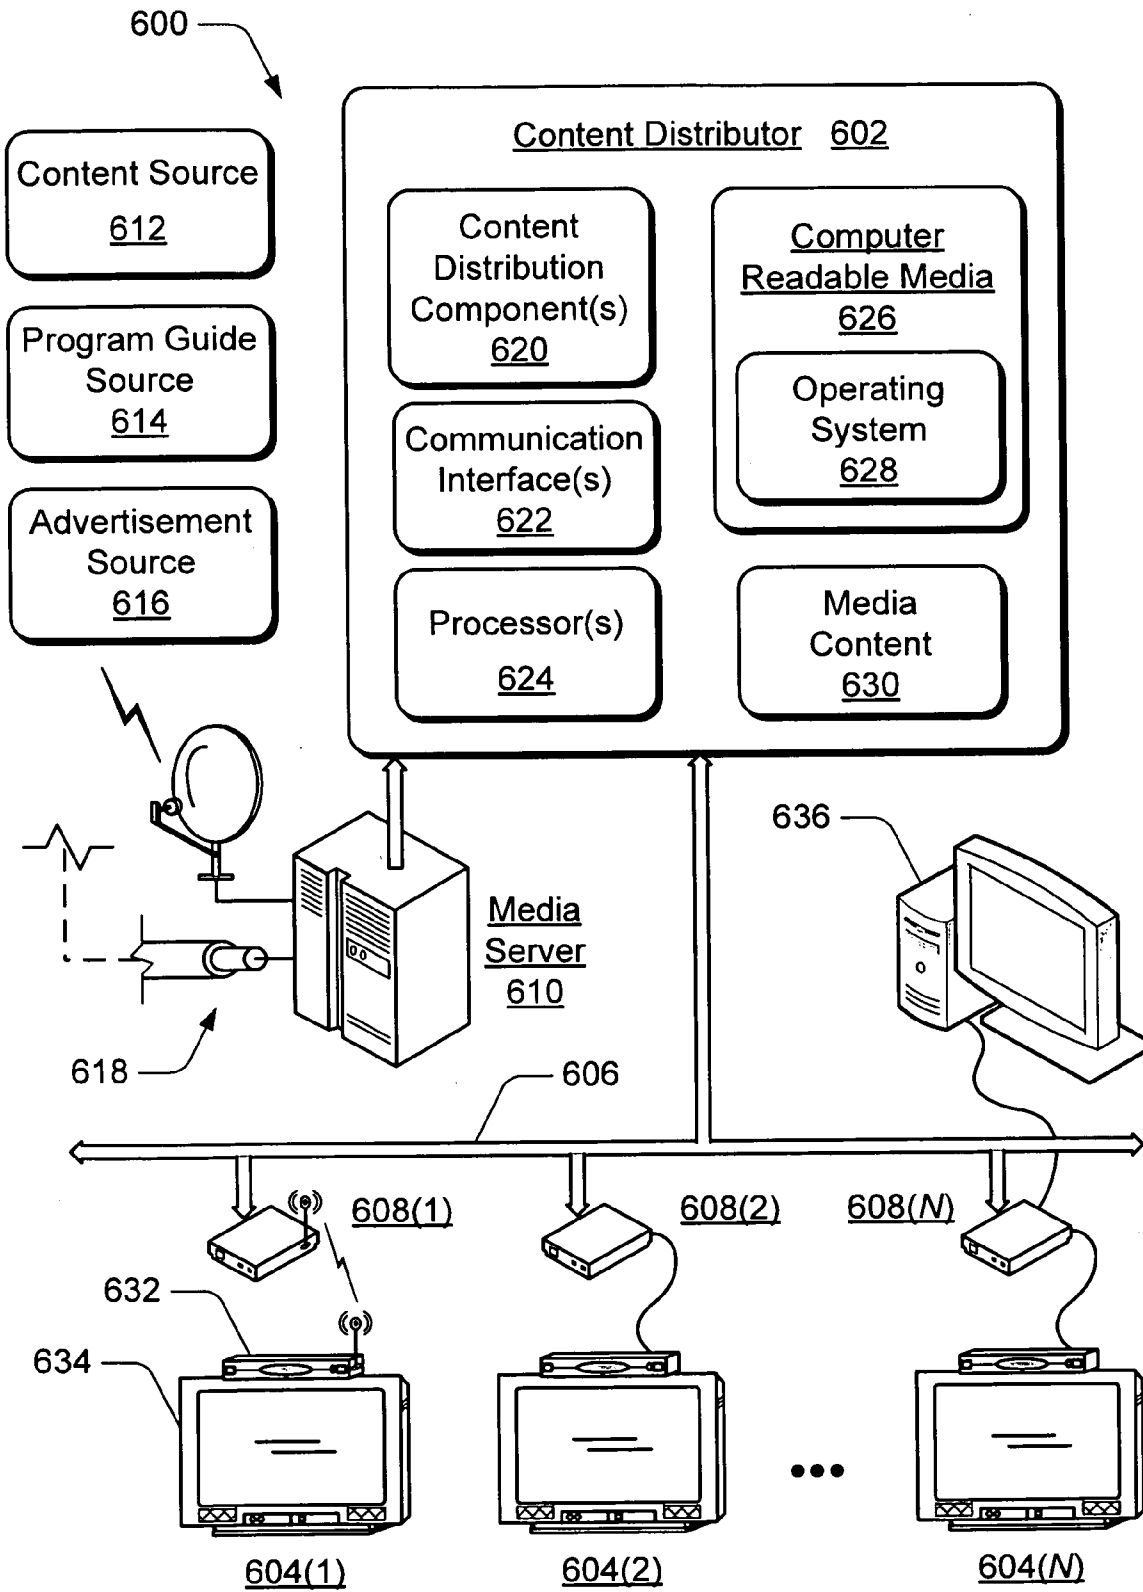 600
Content Distributor 602
Content Source
612
Program Guide
Source
614
Advertisement
Source
616
Content
Distribution
Component(s)
620
Communication
Interface(s)
622
Processor(s)
624
Computer
Readable Media
626
Operating
System
628
Media
Content
630
Media
Server
610
618
636
606
608(1)
608(2)
608(N)
632
634
604(1)
604(2)
604(N)